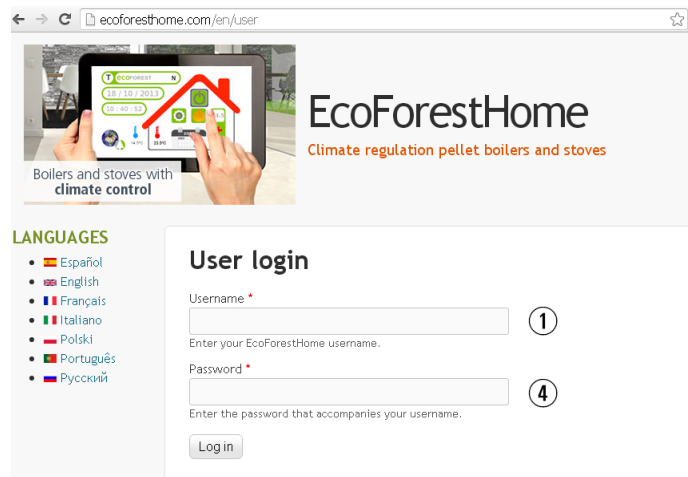 ecoforesthome.com/en/user
T ECOFOREST N
18 / 10 / 2013
18 : 40 : 52
Boilers and stoves with
climate control
EcoForestHome
Climate regulation pellet boilers and stoves
LANGUAGES
Español
English
Français
Italiano
Polski
Português
Русский
User login
Username *
1
Enter your EcoForestHome username.
Password *
4
Enter the password that accompanies your username.
Log in